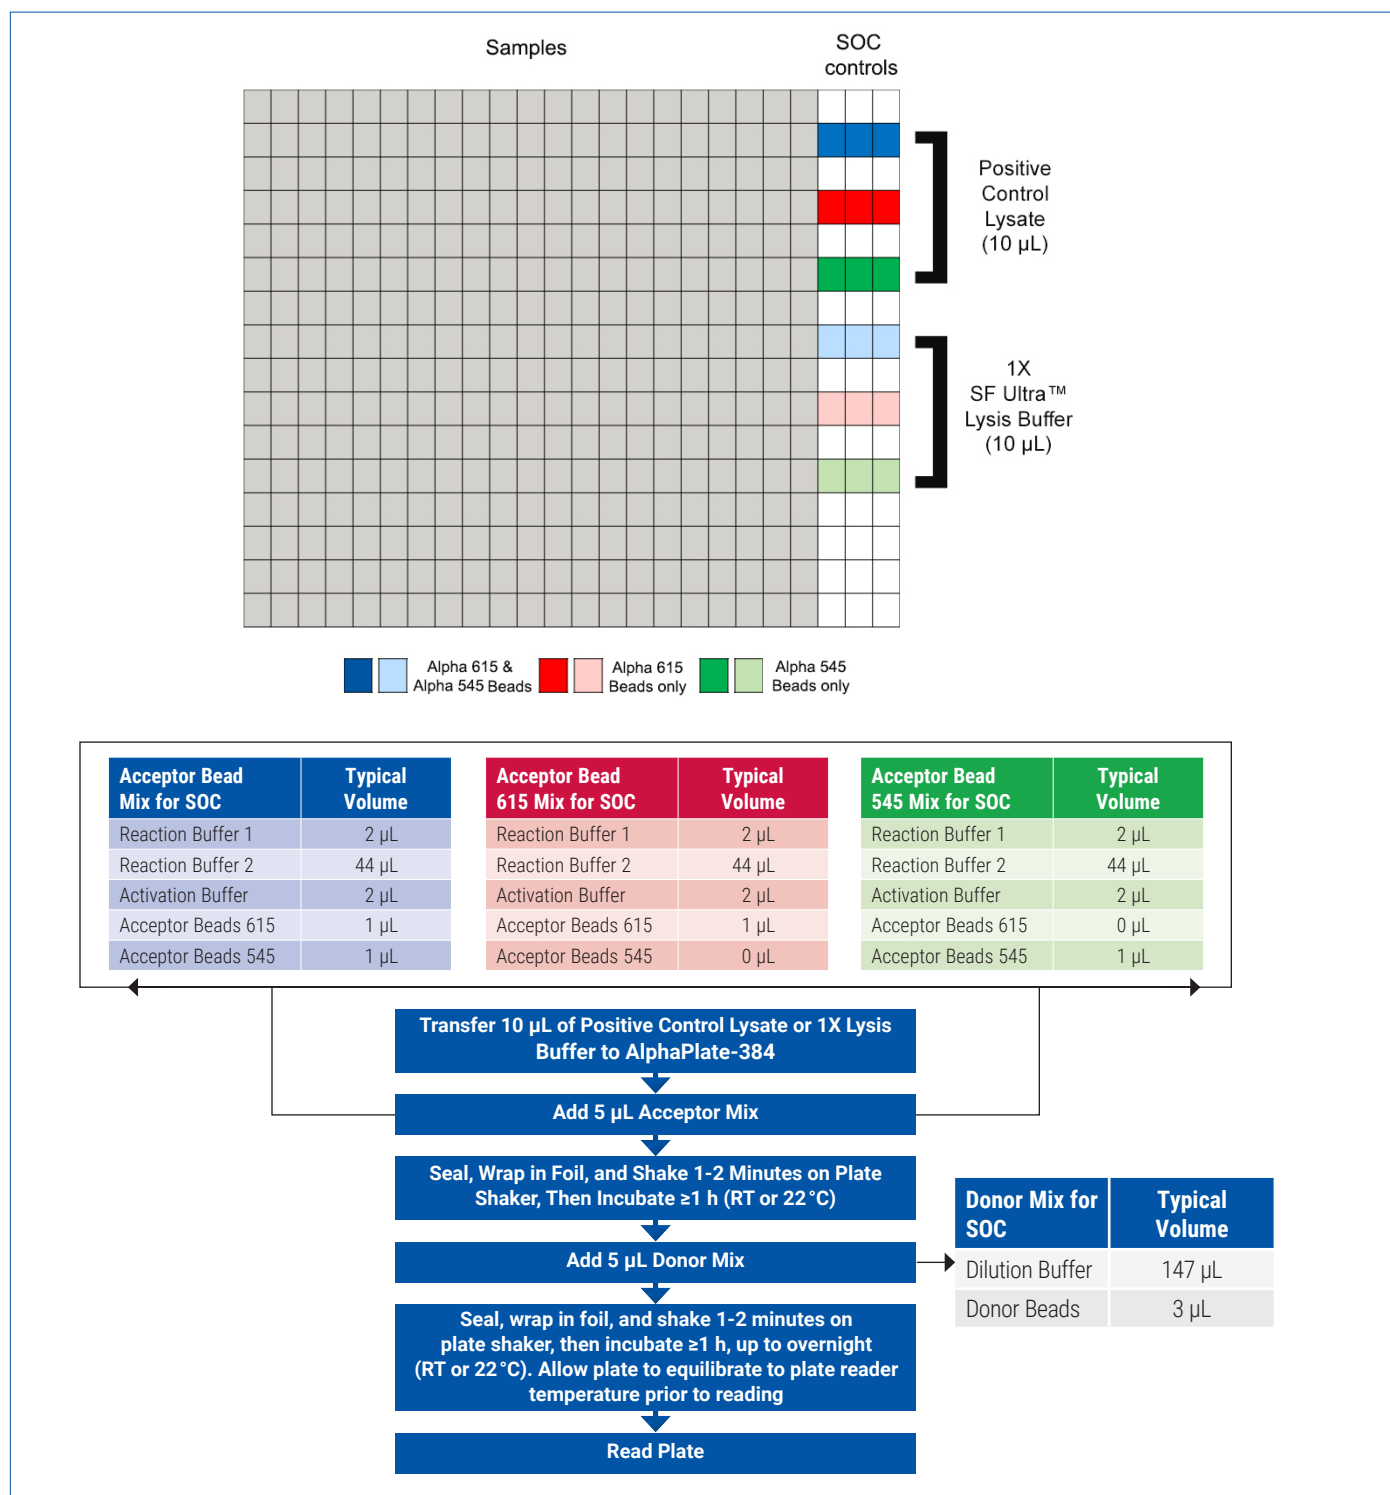 Samples
SOC
controls
Positive
Control
Lysate
(10 µL)
1X
SF Ultra™
Lysis Buffer
(10 µL)
Alpha 615 &
Alpha 545 Beads
Alpha 615
Beads only
Alpha 545
Beads only
Acceptor Bead Typical
Mix for SOC Volume
Reaction Buffer 1 2 µL
Reaction Buffer 2 44 µL
Activation Buffer 2 µL
Acceptor Beads 615 1 µL
Acceptor Beads 545 1 µL
Acceptor Bead Typical
615 Mix for SOC Volume
Reaction Buffer 1 2 µL
Reaction Buffer 2 44 µL
Activation Buffer 2 µL
Acceptor Beads 615 1 µL
Acceptor Beads 545 0 µL
Acceptor Bead Typical
545 Mix for SOC Volume
Reaction Buffer 1 2 µL
Reaction Buffer 2 44 µL
Activation Buffer 2 µL
Acceptor Beads 615 0 µL
Acceptor Beads 545 1 µL
Transfer 10 µL of Positive Control Lysate or 1X Lysis
Buffer to AlphaPlate-384
Add 5 µL Acceptor Mix
Seal, Wrap in Foil, and Shake 1-2 Minutes on Plate
Shaker, Then Incubate ≥1 h (RT or 22 °C)
Add 5 µL Donor Mix
Donor Mix for Typical
SOC Volume
Dilution Buffer 147 µL
Donor Beads 3 µL
Seal, wrap in foil, and shake 1-2 minutes on
plate shaker, then incubate ≥1 h, up to overnight
(RT or 22 °C). Allow plate to equilibrate to plate reader
temperature prior to reading
Read Plate